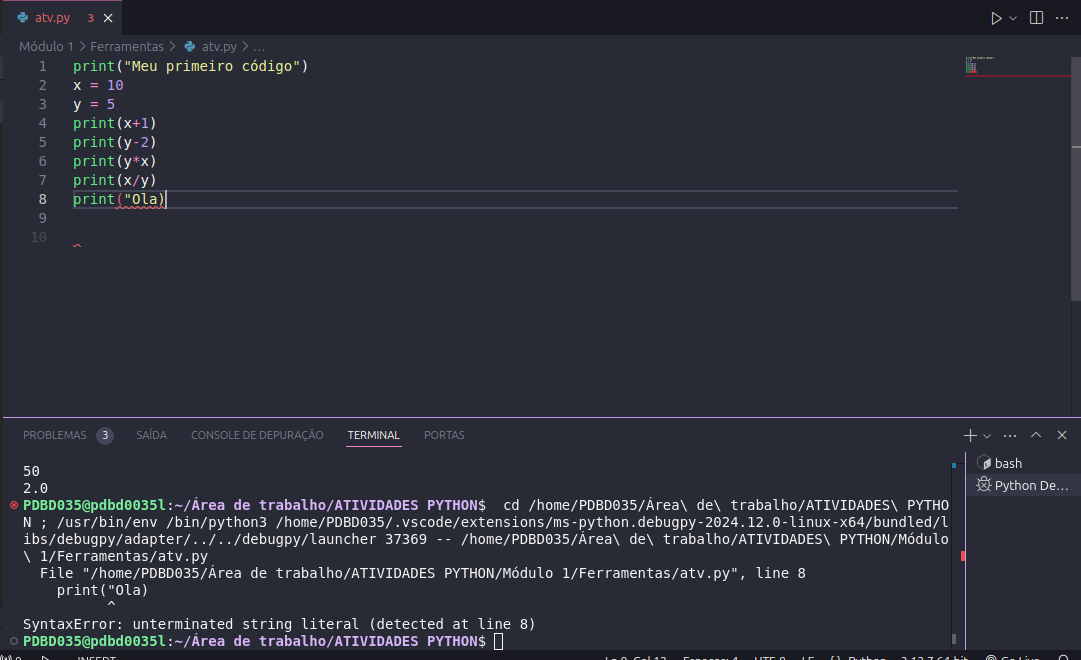 atv.py 3
Módulo 1 > Ferramentas > atv.py > ...
1 print("Meu primeiro código")
2 x = 10
3 y = 5
4 print(x+1)
5 print(y-2)
6 print(y*x)
7 print(x/y)
8 print("Ola)
9
10
PROBLEMAS 3 SAÍDA CONSOLE DE DEPURAÇÃO TERMINAL PORTAS
bash
Python De...
50
2.0
PDBD035@pdbd0035l:~/Área de trabalho/ATIVIDADES PYTHON$ cd /home/PDBD035/Área\ de\ trabalho/ATIVIDADES\ PYTHO
N ; /usr/bin/env /bin/python3 /home/PDBD035/.vscode/extensions/ms-python.debugpy-2024.12.0-linux-x64/bundled/l
ibs/debugpy/adapter/../../debugpy/launcher 37369 -- /home/PDBD035/Área\ de\ trabalho/ATIVIDADES\ PYTHON/Módulo
\ 1/Ferramentas/atv.py
File "/home/PDBD035/Área de trabalho/ATIVIDADES PYTHON/Módulo 1/Ferramentas/atv.py", line 8
print("Ola)
^
SyntaxError: unterminated string literal (detected at line 8)
PDBD035@pdbd0035l:~/Área de trabalho/ATIVIDADES PYTHON$